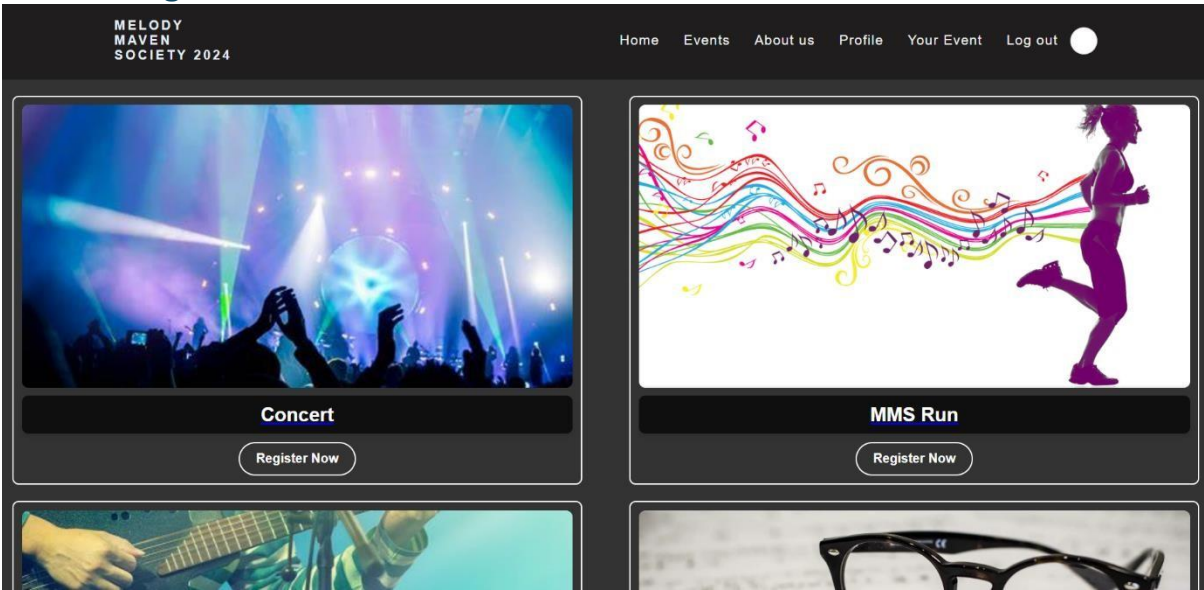 MELODY
MAVEN
SOCIETY 2024
Home Events About us Profile Your Event Log out
Concert
MMS Run
Register Now
Register Now